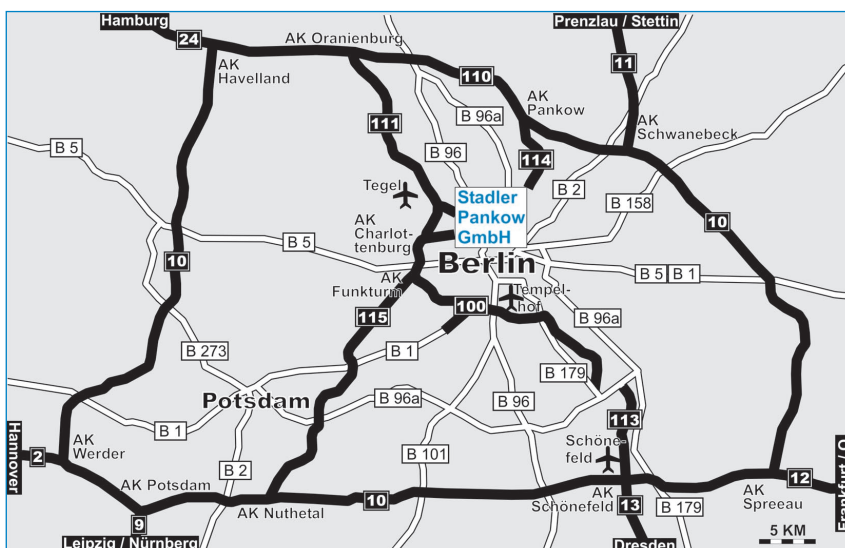 Hamburg
24
AK Oranienburg
Prenzlau / Stettin
AK
Havelland
110
11
AK
Pankow
B 96a
111
AK
Schwanebeck
B 5
B 96
114
B 2
Tegel
Stadler
Pankow
GmbH
B 158
AK
Charlot-
tenburg
10
B 5
Berlin
10
B 5
B 1
AK
Funkturm
Tempel-
hof
100
115
B 96a
B 273
B 1
B 179
Potsdam
B 96a
B 96
113
Hannover
B 1
AK
Werder
Schöne-
feld
2
B 101
B 2
AK Potsdam
12
Frankfurt / O
10
AK
Spreeau
9
AK Nuthetal
AK
Schönefeld
13
B 179
5 KM
Leipzig / Nürnberg
Dresden